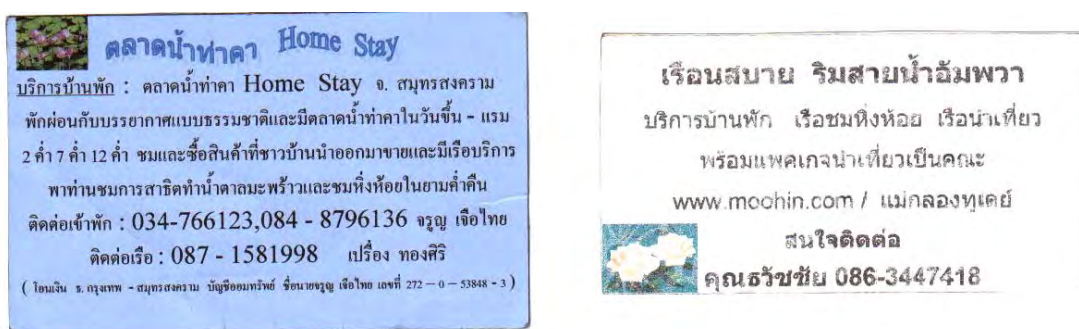 ตลาดน้ำท่าคา Home Stay
บริการบ้านพัก : ตลาดน้ำท่าคา Home Stay จ. สมุทรสงคราม
พักผ่อนกับบรรยากาศแบบธรรมชาติและมีตลาดน้ำท่าคาในวันขึ้น - แรม
2 ค่ำ 7 ค่ำ 12 ค่ำ ชมและซื้อสินค้าที่ชาวบ้านนำออกมาขายและมีเรือบริการ
พาท่านชมการสาธิตทำน้ำตาลมะพร้าวและชมหิ่งห้อยในยามค่ำคืน
ติดต่อเข้าพัก : 034-766123,084 - 8796136 จรูญ เจือไทย
ติดต่อเรือ : 087 - 1581998 เปรื่อง ทองศิริ
( โอนเงิน ธ. กรุงเทพ - สมุทรสงคราม บัญชีออมทรัพย์ ชื่อนายจรูญ เจือไทย เลขที่ 272 – 0 – 53848 - 3 )
เรือนสบาย ริมสายน้ำอัมพวา
บริการบ้านพัก เรือชมหิ่งห้อย เรือนำเที่ยว
พร้อมแพคเกจนำเที่ยวเป็นคณะ
www.moohin.com / แม่กลองทูเดย์
สนใจติดต่อ
คุณธวัชชัย 086-3447418